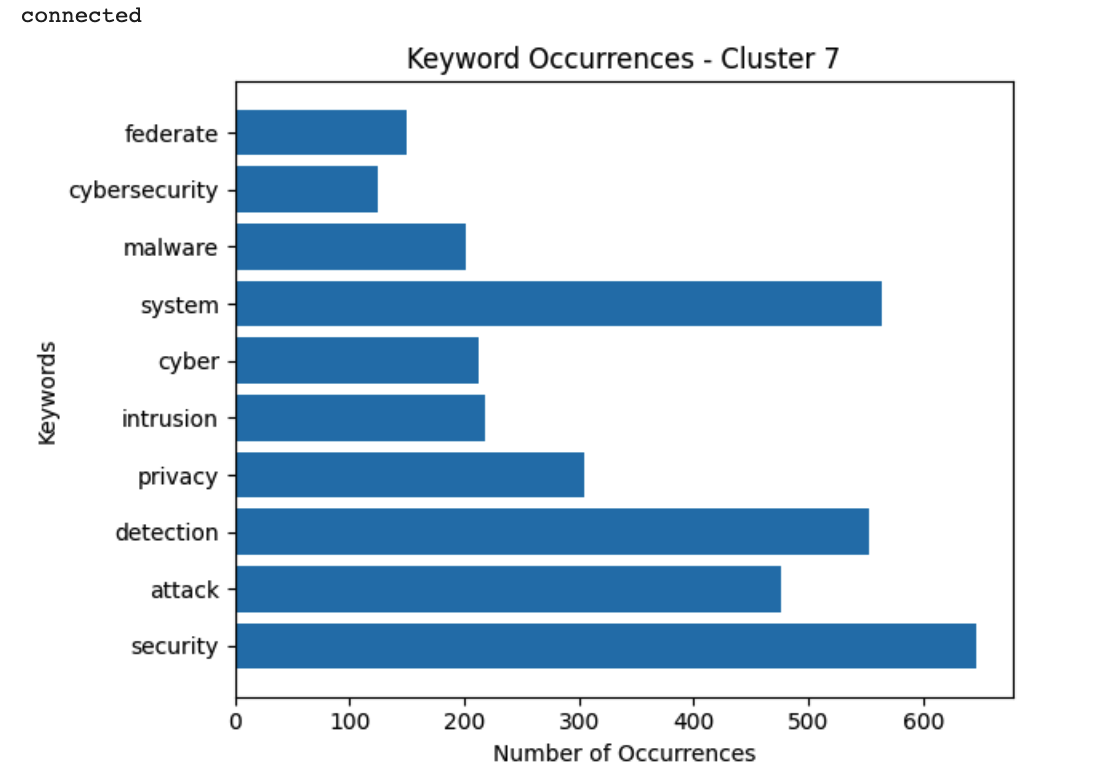 connected
Keyword Occurrences - Cluster 7
federate
cybersecurity
malware
system
cyber
intrusion
privacy
detection
attack
security
Keywords
0 100 200 300 400 500 600
Number of Occurrences